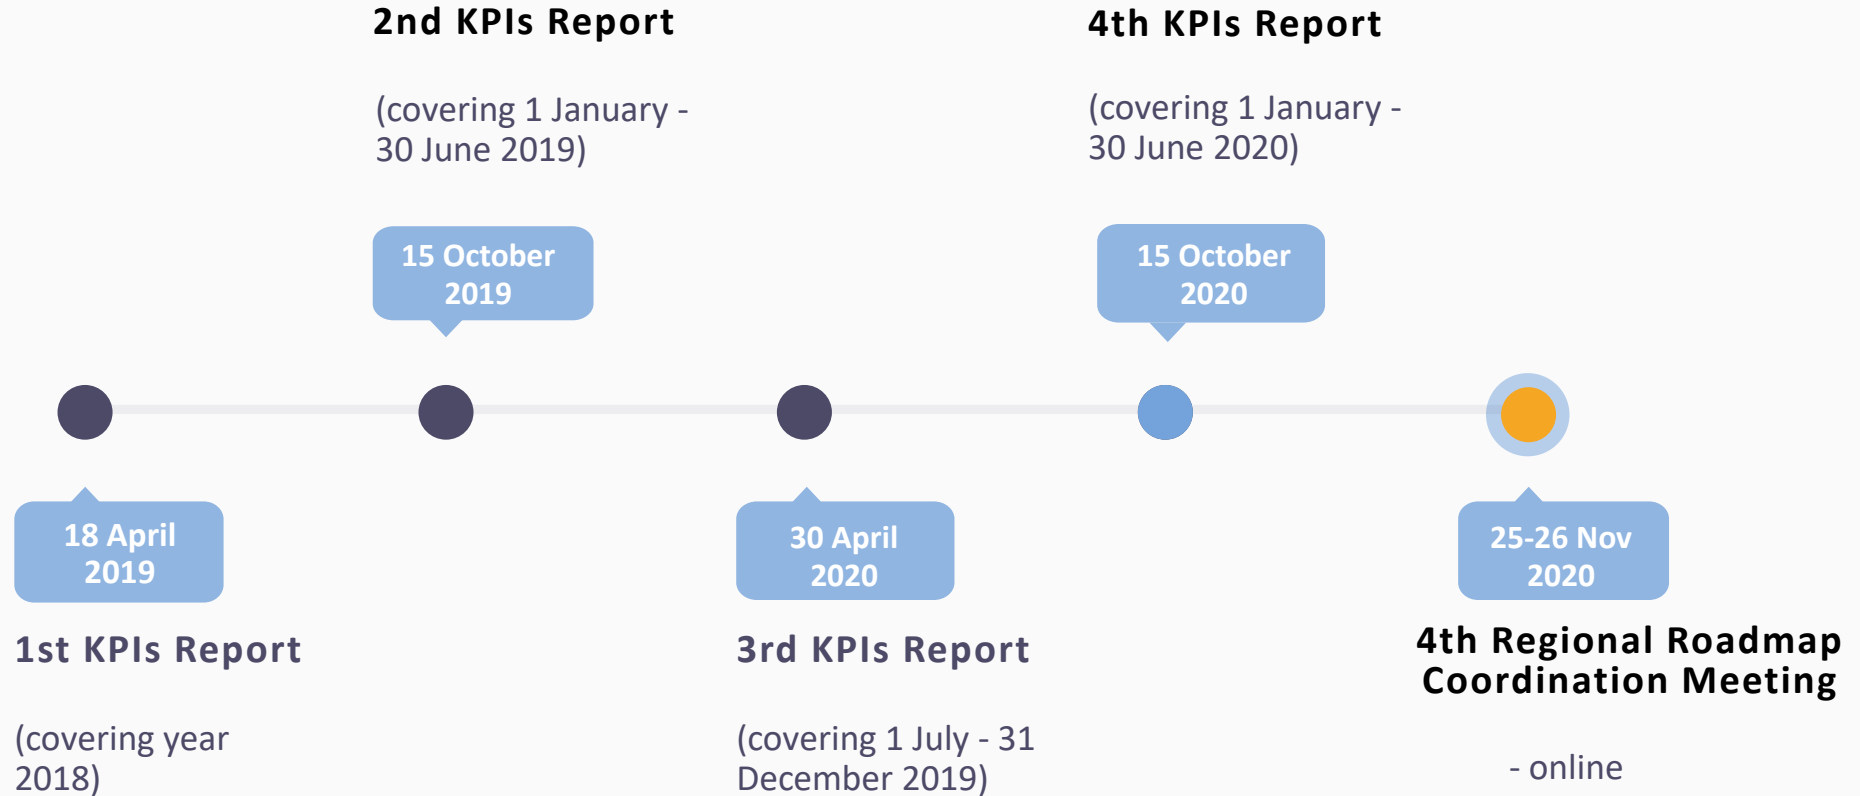 2nd KPIs Report
(covering 1 January -
30 June 2019)
15 October
2019
4th KPIs Report
(covering 1 January -
30 June 2020)
15 October
2020
18 April
2019
1st KPIs Report
(covering year
2018)
30 April
2020
3rd KPIs Report
(covering 1 July - 31
December 2019)
25-26 Nov
2020
4th Regional Roadmap
Coordination Meeting
- online